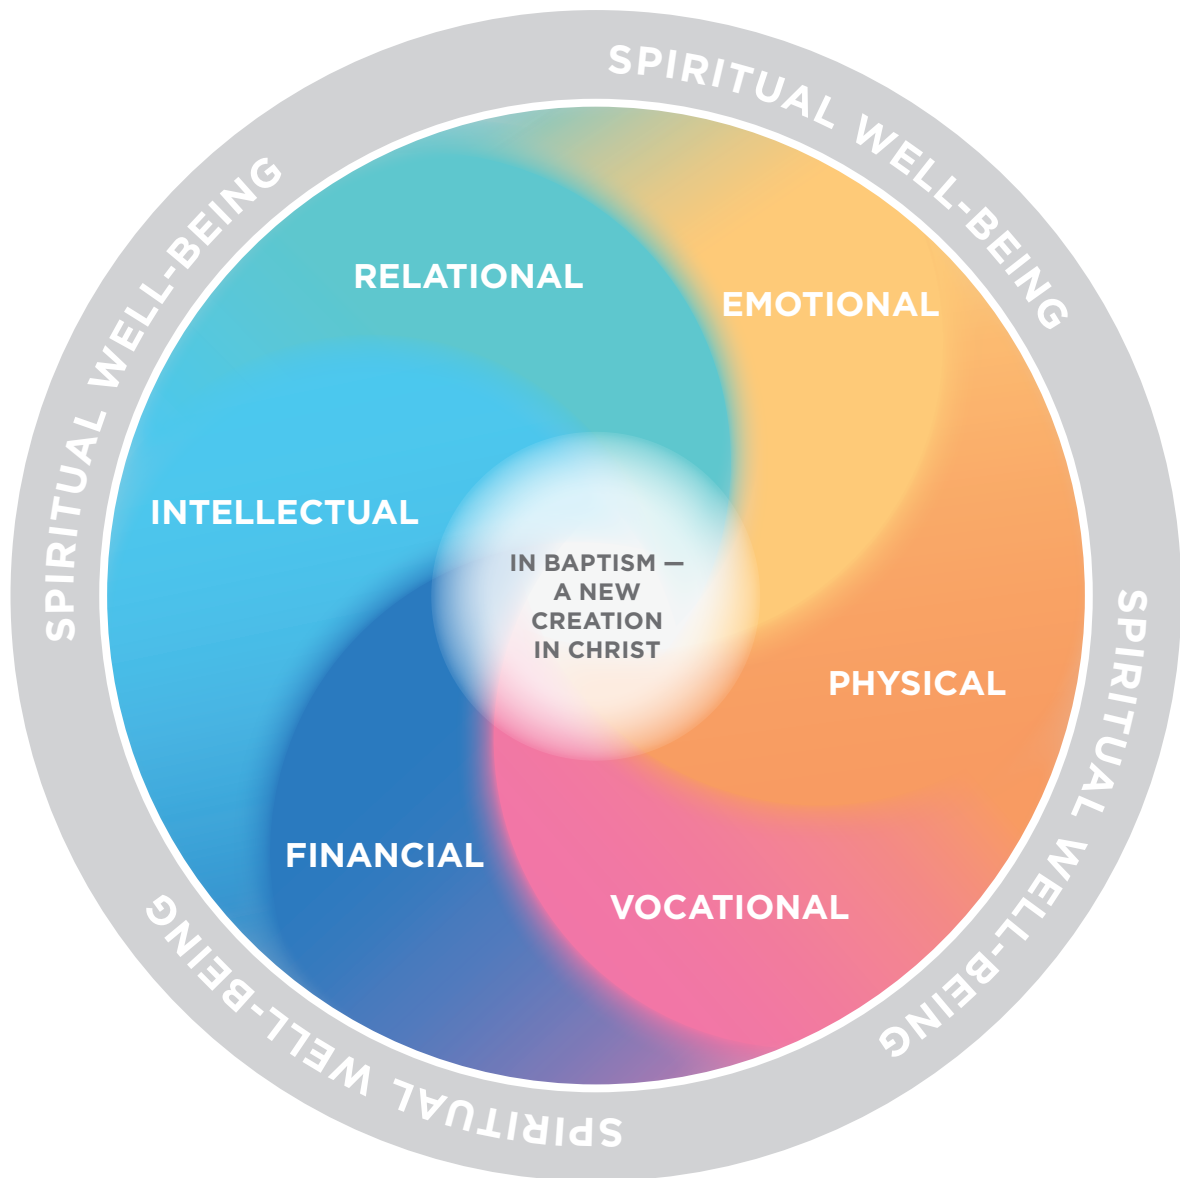 SPIRITUAL WELL-BEING
SPIRITUAL WELL-BEING
SPIRITUAL WELL-BEING
SPIRITUAL WELL-BEING
RELATIONAL
EMOTIONAL
INTELLECTUAL
IN BAPTISM —
A NEW
CREATION
IN CHRIST
PHYSICAL
FINANCIAL
VOCATIONAL